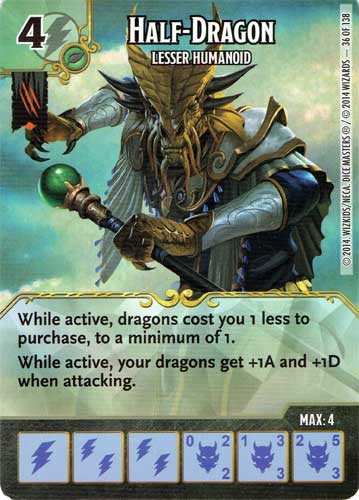 4
HALF-DRAGON
LESSER HUMANOID
© 2014 WIZKIDS/NECA. DICE MASTERS ® / © 2014 WIZARDS — 36 OF 138
While active, dragons cost you 1 less to
purchase, to a minimum of 1.
While active, your dragons get +1A and +1D
when attacking.
MAX: 4
0 2
2
1 3
3
2 5
3